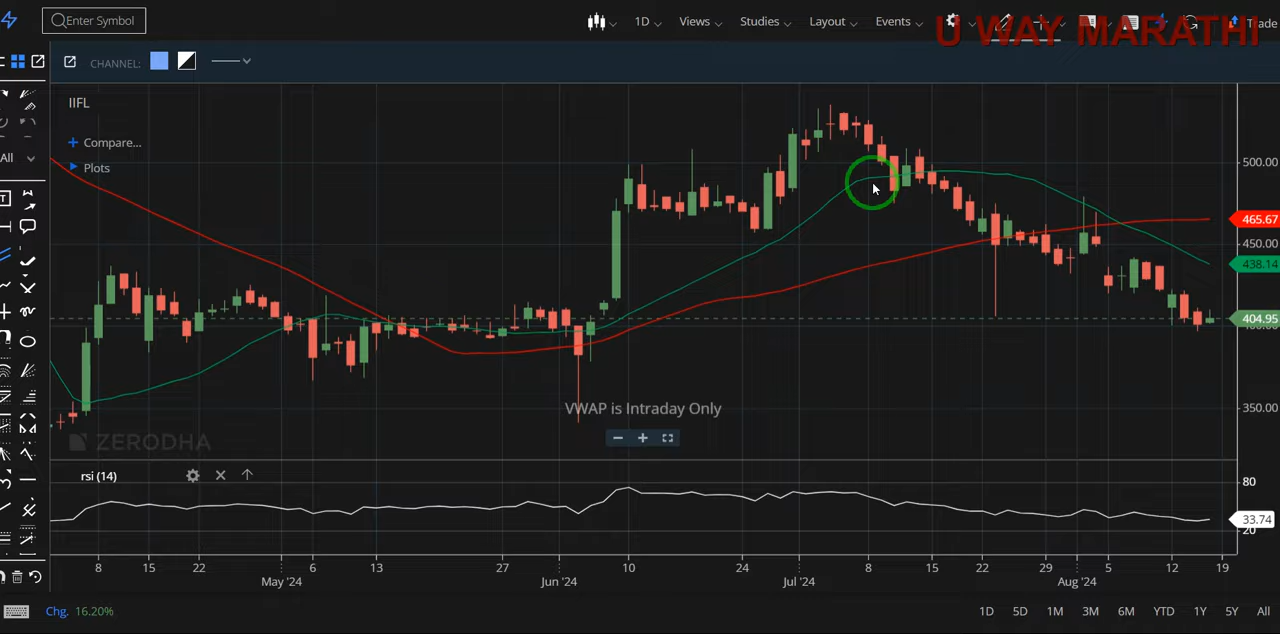 Enter Symbol
1D
Views
Studies
Layout
Events
Trade
U WAY MARATHI
CHANNEL:
IIFL
Compare...
Plots
All
500.00
465.67
450.00
438.14
404.95
350.00
VWAP is Intraday Only
ZERODHA
rsi (14)
80
33.74
20
8 15 22 6 13 27 10 24 8 15 22 29 5 12 19
May '24 Jun '24 Jul '24 Aug '24
Chg. 16.20%
1D 5D 1M 3M 6M YTD 1Y 5Y All